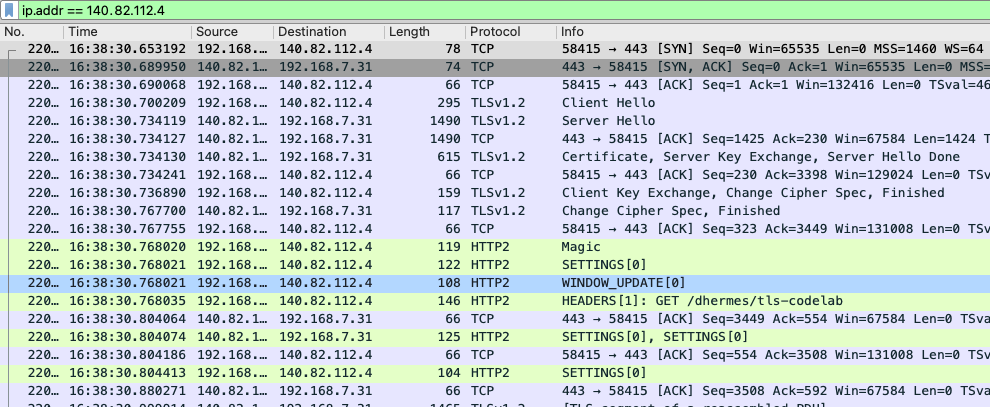 ip.addr == 140.82.112.4
No. Time Source Destination Length Protocol Info
220… 16:38:30.653192 192.168.… 140.82.112.4 78 TCP 58415 → 443 [SYN] Seq=0 Win=65535 Len=0 MSS=1460 WS=64
220… 16:38:30.689950 140.82.1… 192.168.7.31 74 TCP 443 → 58415 [SYN, ACK] Seq=0 Ack=1 Win=65535 Len=0 MSS=
220… 16:38:30.690068 192.168.… 140.82.112.4 66 TCP 58415 → 443 [ACK] Seq=1 Ack=1 Win=132416 Len=0 TSval=46
220… 16:38:30.700209 192.168.… 140.82.112.4 295 TLSv1.2 Client Hello
220… 16:38:30.734119 140.82.1… 192.168.7.31 1490 TLSv1.2 Server Hello
220… 16:38:30.734127 140.82.1… 192.168.7.31 1490 TCP 443 → 58415 [ACK] Seq=1425 Ack=230 Win=67584 Len=1424 T
220… 16:38:30.734130 140.82.1… 192.168.7.31 615 TLSv1.2 Certificate, Server Key Exchange, Server Hello Done
220… 16:38:30.734241 192.168.… 140.82.112.4 66 TCP 58415 → 443 [ACK] Seq=230 Ack=3398 Win=129024 Len=0 TSv
220… 16:38:30.736890 192.168.… 140.82.112.4 159 TLSv1.2 Client Key Exchange, Change Cipher Spec, Finished
220… 16:38:30.767700 140.82.1… 192.168.7.31 117 TLSv1.2 Change Cipher Spec, Finished
220… 16:38:30.767755 192.168.… 140.82.112.4 66 TCP 58415 → 443 [ACK] Seq=323 Ack=3449 Win=131008 Len=0 TSv
220… 16:38:30.768020 192.168.… 140.82.112.4 119 HTTP2 Magic
220… 16:38:30.768021 192.168.… 140.82.112.4 122 HTTP2 SETTINGS[0]
220… 16:38:30.768021 192.168.… 140.82.112.4 108 HTTP2 WINDOW_UPDATE[0]
220… 16:38:30.768035 192.168.… 140.82.112.4 146 HTTP2 HEADERS[1]: GET /dhermes/tls-codelab
220… 16:38:30.804064 140.82.1… 192.168.7.31 66 TCP 443 → 58415 [ACK] Seq=3449 Ack=554 Win=67584 Len=0 TSva
220… 16:38:30.804074 140.82.1… 192.168.7.31 125 HTTP2 SETTINGS[0], SETTINGS[0]
220… 16:38:30.804186 192.168.… 140.82.112.4 66 TCP 58415 → 443 [ACK] Seq=554 Ack=3508 Win=131008 Len=0 TSv
220… 16:38:30.804413 192.168.… 140.82.112.4 104 HTTP2 SETTINGS[0]
220… 16:38:30.880271 140.82.1… 192.168.7.31 66 TCP 443 → 58415 [ACK] Seq=3508 Ack=592 Win=67584 Len=0 TSva